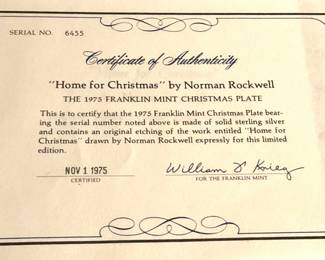 SERIAL NO. 6455
Certificate of Authenticity
"Home for Christmas" by Norman Rockwell
THE 1975 FRANKLIN MINT CHRISTMAS PLATE
This is to certify that the 1975 Franklin Mint Christmas Plate bear-
ing the serial number noted above is made of solid sterling silver
and contains an original etching of the work entitled "Home for
Christmas" drawn by Norman Rockwell expressly for this limited
edition.
NOV 1 1975 William F Krieg
CERTIFIED FOR THE FRANKLIN MINT